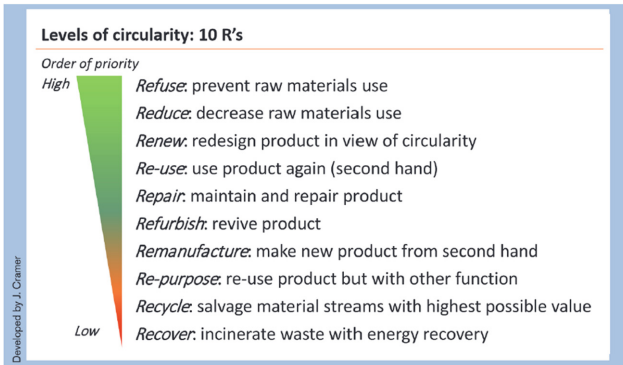 Levels of circularity: 10 R's
Order of priority
High
Refuse: prevent raw materials use
Reduce: decrease raw materials use
Renew: redesign product in view of circularity
Re-use: use product again (second hand)
Repair: maintain and repair product
Refurbish: revive product
Remanufacture: make new product from second hand
Re-purpose: re-use product but with other function
Recycle: salvage material streams with highest possible value
Low
Recover: incinerate waste with energy recovery
Developed by J. Cramer